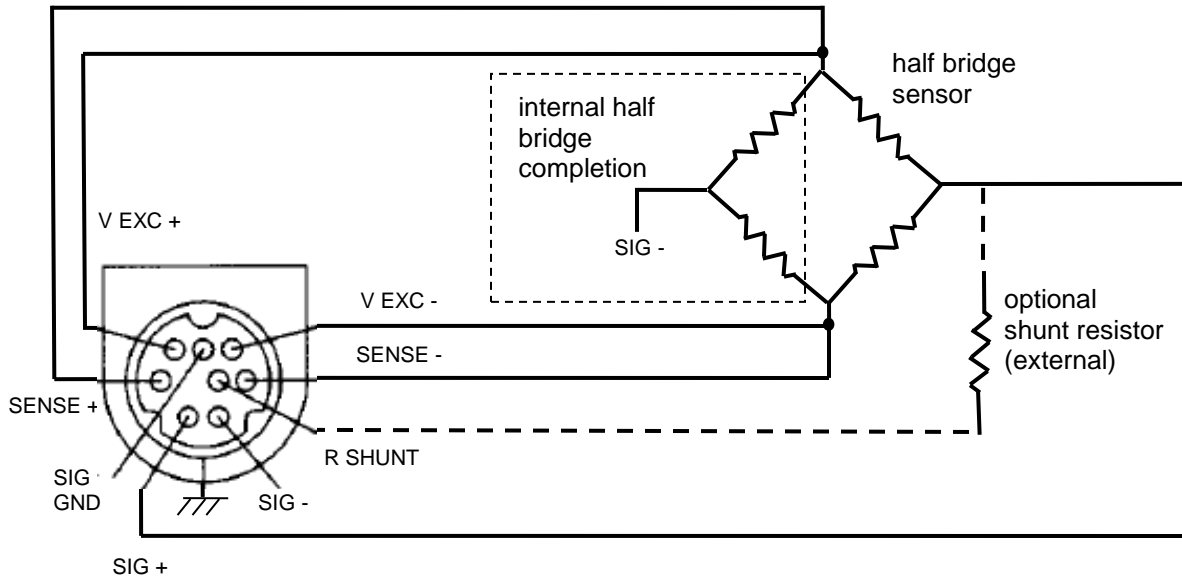 half bridge
sensor
internal half
bridge
completion
V EXC +
SIG -
V EXC -
optional
shunt resistor
(external)
SENSE -
SENSE +
R SHUNT
SIG
GND
SIG -
SIG +